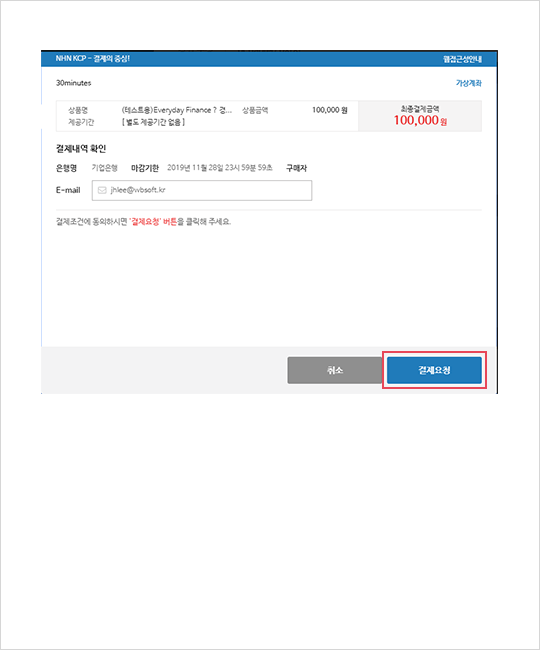 NHN KCP - 결제의 중심! 웹접근성안내
30minutes 가상계좌
상품명 (테스트용)Everyday Finance ? 경... 상품금액 100,000 원 최종결제금액
제공기간 [ 별도 제공기간 없음 ] 100,000 원
결제내역 확인
은행명 기업은행 마감기한 2019년 11월 28일 23시 59분 59초 구매자
E-mail jhlee@wbsoft.kr
결제조건에 동의하시면 '결제요청' 버튼을 클릭해 주세요.
취소 결제요청